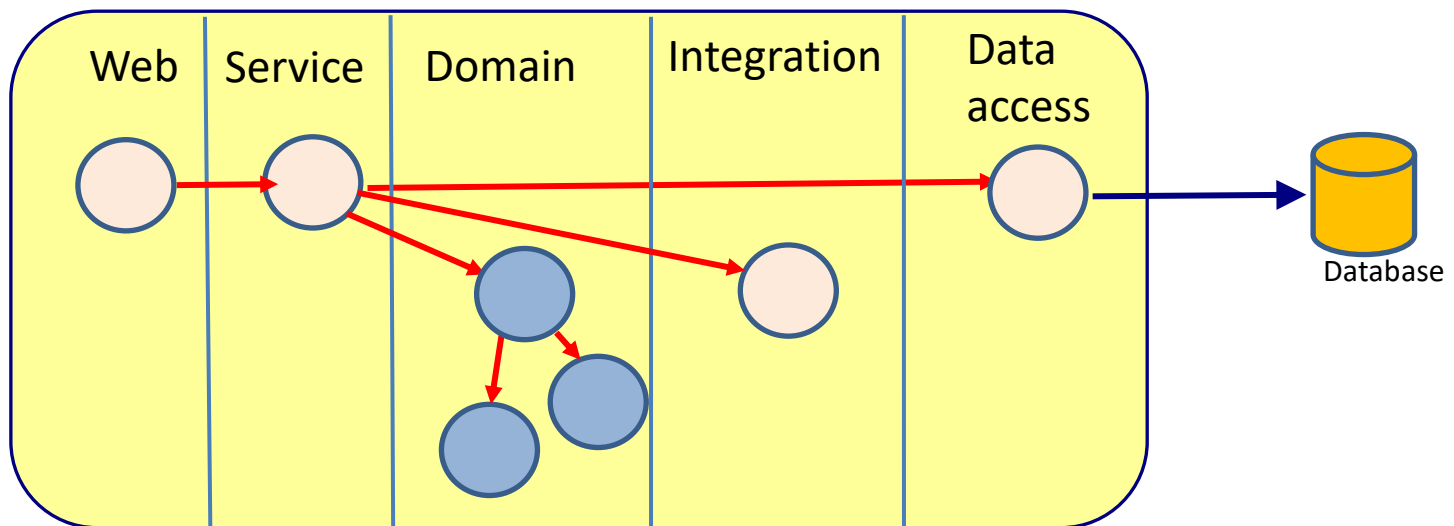 Web
Service
Domain
Integration
Data
access
Database